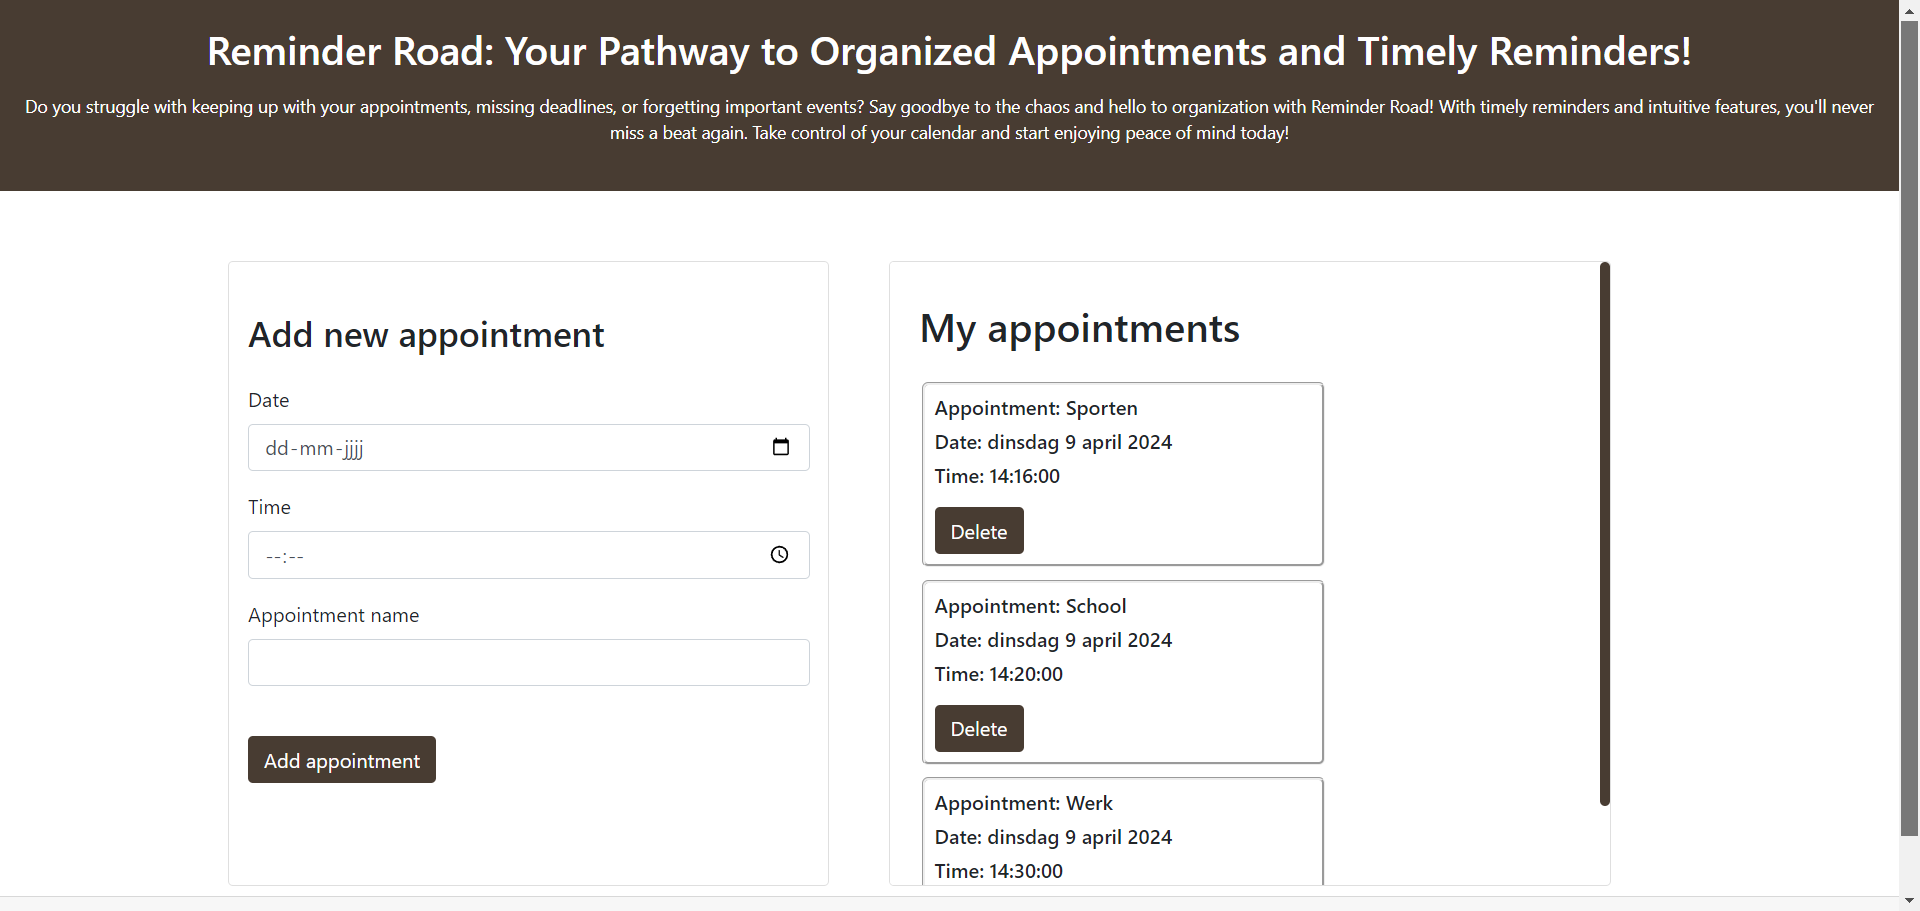 Reminder Road: Your Pathway to Organized Appointments and Timely Reminders!
Do you struggle with keeping up with your appointments, missing deadlines, or forgetting important events? Say goodbye to the chaos and hello to organization with Reminder Road! With timely reminders and intuitive features, you'll never
miss a beat again. Take control of your calendar and start enjoying peace of mind today!
Add new appointment
Date
dd-mm-jjjj
Time
--:--
Appointment name
Add appointment
My appointments
Appointment: Sporten
Date: dinsdag 9 april 2024
Time: 14:16:00
Delete
Appointment: School
Date: dinsdag 9 april 2024
Time: 14:20:00
Delete
Appointment: Werk
Date: dinsdag 9 april 2024
Time: 14:30:00